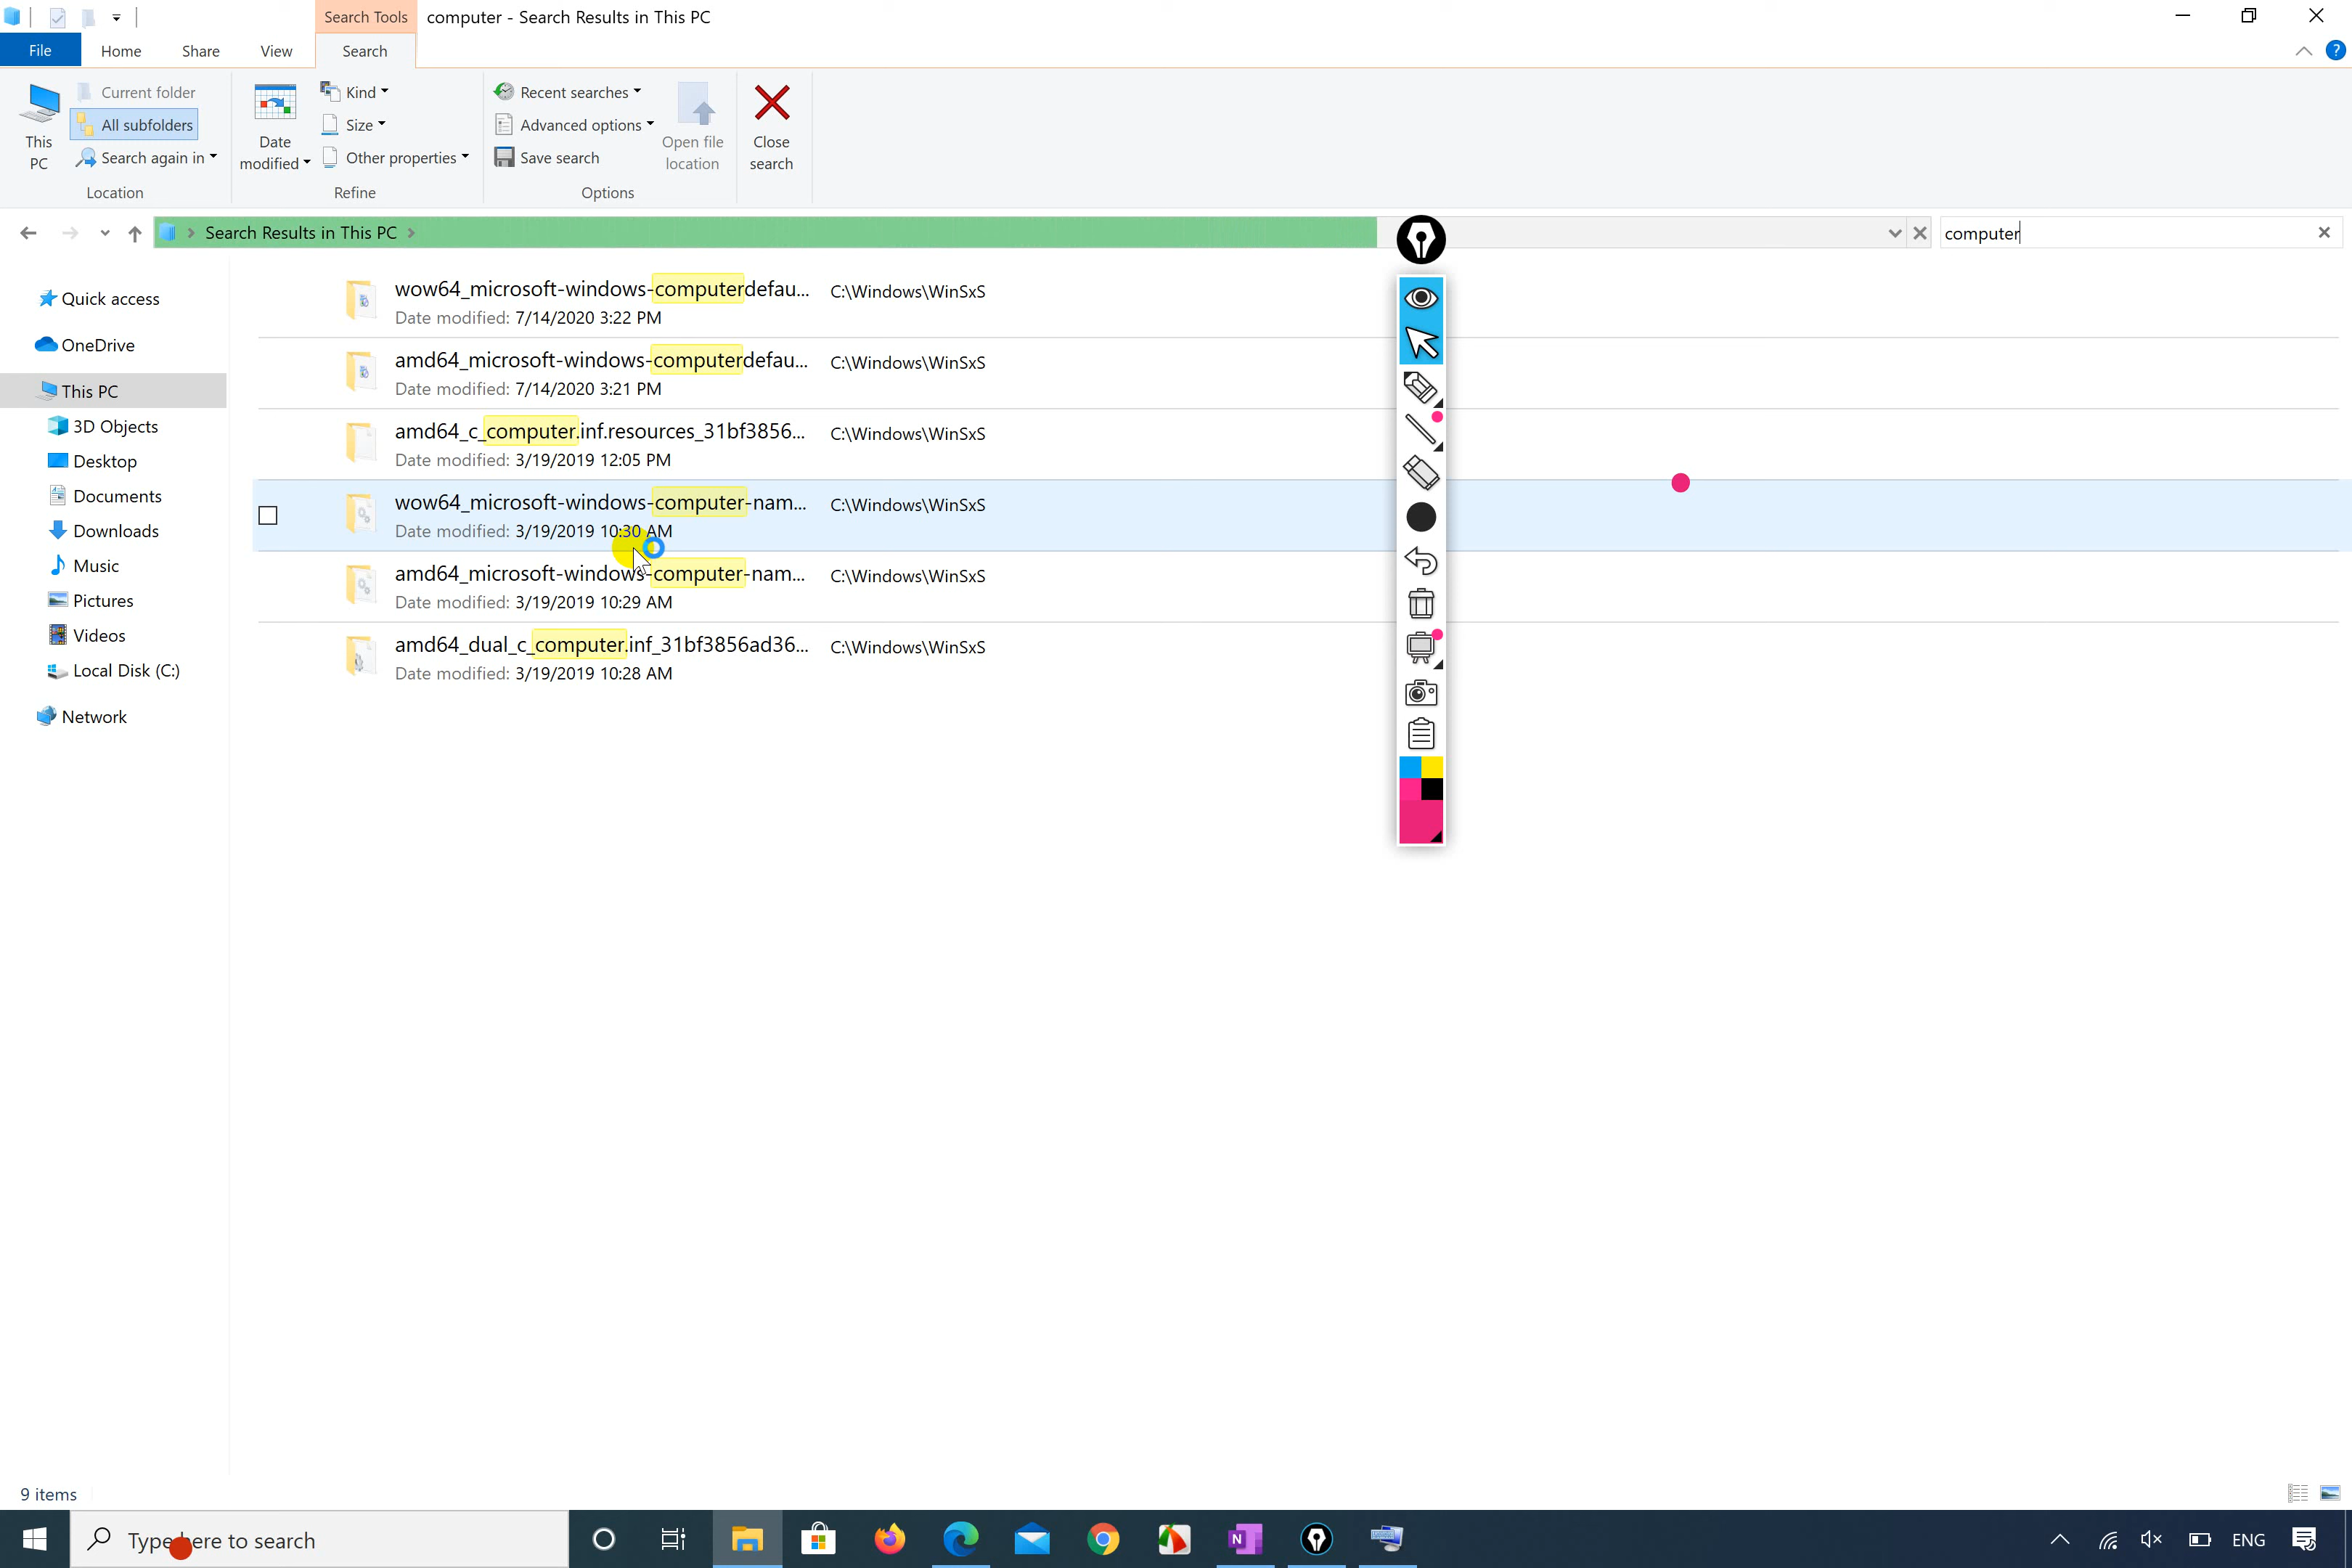 Search Tools computer - Search Results in This PC
File Home Share View Search
This PC
Current folder
All subfolders
Search again in
Location
Date modified
Kind
Size
Other properties
Refine
Recent searches
Advanced options
Save search
Open file location
Options
Close search
Search Results in This PC
computer
Quick access
OneDrive
This PC
3D Objects
Desktop
Documents
Downloads
Music
Pictures
Videos
Local Disk (C:)
Network
wow64_microsoft-windows-computerdefau... C:\Windows\WinSxS
Date modified: 7/14/2020 3:22 PM
amd64_microsoft-windows-computerdefau... C:\Windows\WinSxS
Date modified: 7/14/2020 3:21 PM
amd64_c_computer.inf.resources_31bf3856... C:\Windows\WinSxS
Date modified: 3/19/2019 12:05 PM
wow64_microsoft-windows-computer-nam... C:\Windows\WinSxS
Date modified: 3/19/2019 10:30 AM
amd64_microsoft-windows-computer-nam... C:\Windows\WinSxS
Date modified: 3/19/2019 10:29 AM
amd64_dual_c_computer.inf_31bf3856ad36... C:\Windows\WinSxS
Date modified: 3/19/2019 10:28 AM
9 items
Type here to search
ENG